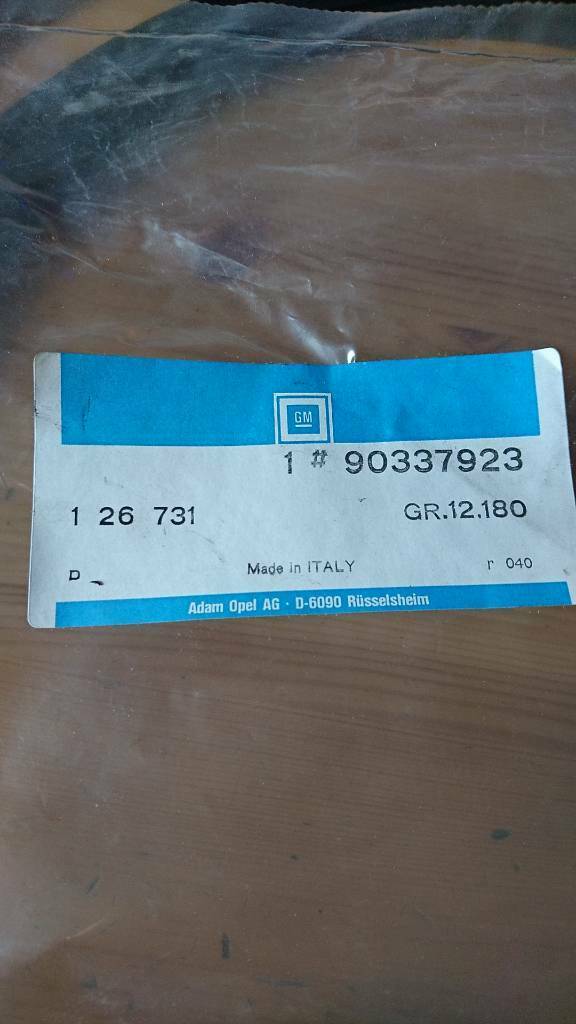 GM
1 # 90337923
1 26 731 GR.12.180
D - Made in ITALY r 040
Adam Opel AG · D-6090 Rüsselsheim